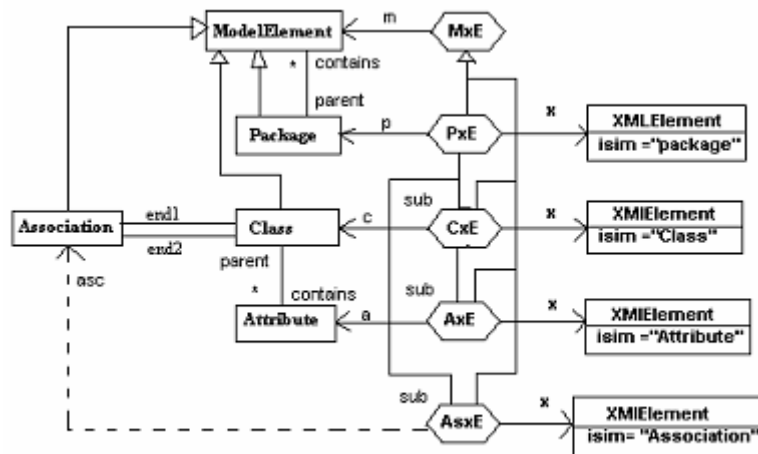 ModelElement
m
MxE
*
contains
parent
Package
p
PxE
x
XMLElement
isim ="package"
Association
end1
end2
Class
c
sub
CxE
x
XMIElement
isim ="Class"
asc
parent
*
contains
Attribute
a
sub
AxE
x
XMIElement
isim ="Attribute"
sub
AsxE
x
XMIElement
isim= "Association"